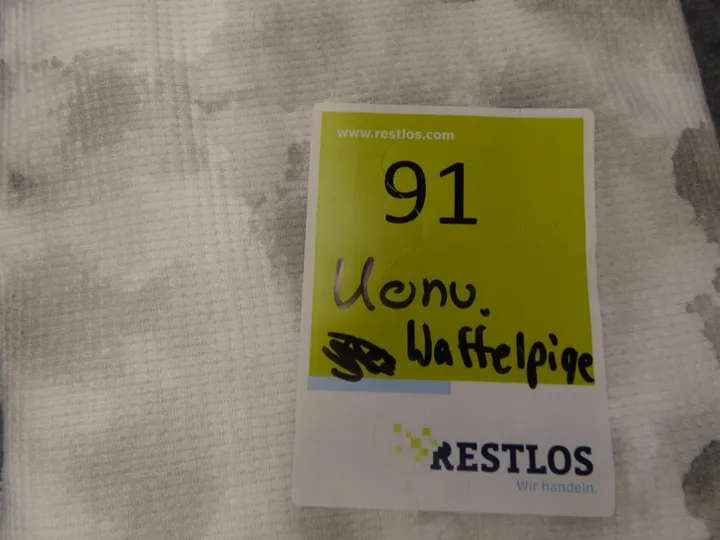 www.restlos.com
91
Uonu.
Waffelpige
RESTLOS
Wir handeln.